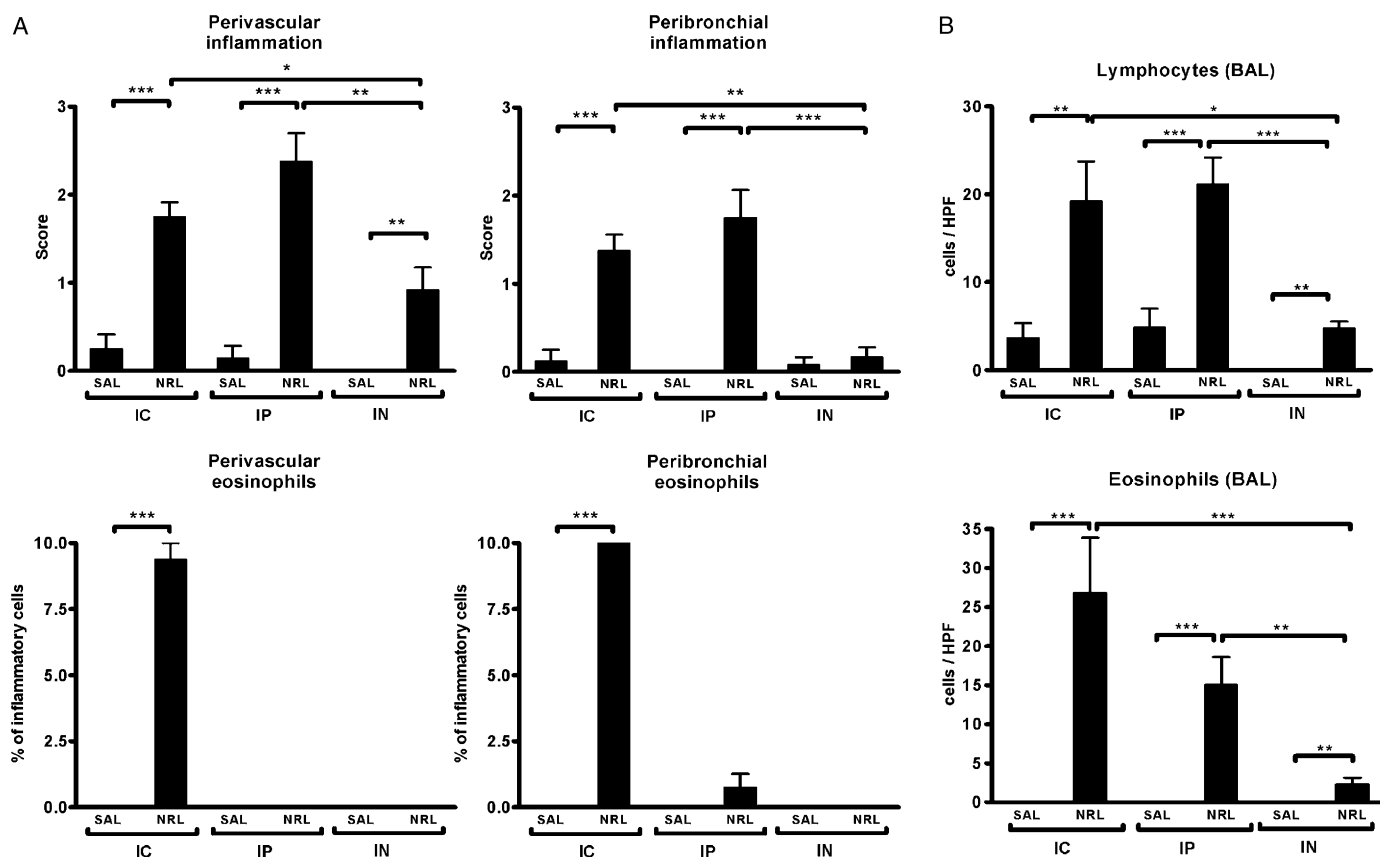 A
Perivascular
inflammation
*
***
***
**
**
3
2
1
0
Score
SAL
NRL
SAL
NRL
SAL
NRL
IC
IP
IN
Peribronchial
inflammation
**
***
***
***
3
2
1
0
Score
SAL
NRL
SAL
NRL
SAL
NRL
IC
IP
IN
B
Lymphocytes (BAL)
**
*
***
***
**
30
20
10
0
cells / HPF
SAL
NRL
SAL
NRL
SAL
NRL
IC
IP
IN
Perivascular
eosinophils
***
10.0
7.5
5.0
2.5
0.0
% of inflammatory cells
SAL
NRL
SAL
NRL
SAL
NRL
IC
IP
IN
Peribronchial
eosinophils
***
10.0
7.5
5.0
2.5
0.0
% of inflammatory cells
SAL
NRL
SAL
NRL
SAL
NRL
IC
IP
IN
Eosinophils (BAL)
***
***
***
**
**
35
30
25
20
15
10
5
0
cells / HPF
SAL
NRL
SAL
NRL
SAL
NRL
IC
IP
IN